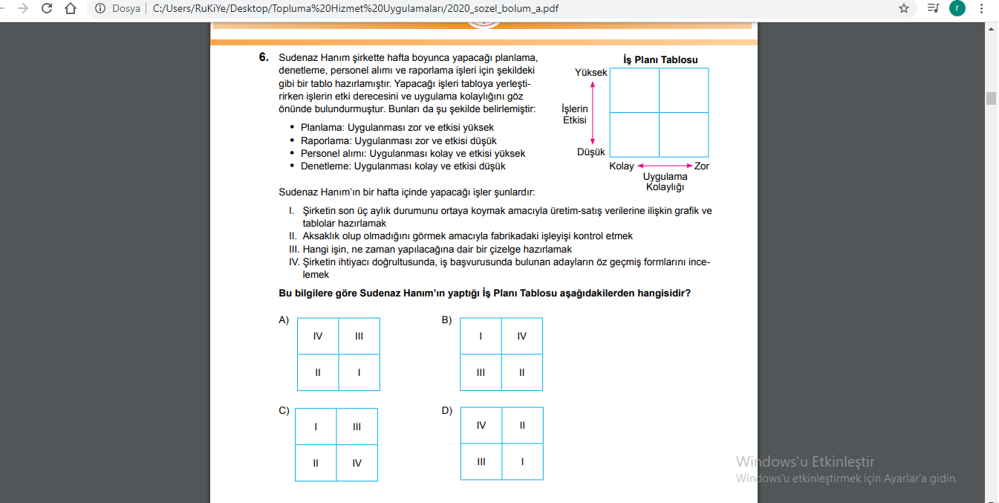 Dosya | C:/Users/RuKiYe/Desktop/Topluma%20Hizmet%20Uygulamaları/2020_sozel_bolum_a.pdf
r
6. Sudenaz Hanım şirkette hafta boyunca yapacağı planlama,
denetleme, personel alımı ve raporlama işleri için şekildeki
gibi bir tablo hazırlamıştır. Yapacağı işleri tabloya yerleşti-
rirken işlerin etki derecesini ve uygulama kolaylığını göz
önünde bulundurmuştur. Bunları da şu şekilde belirlemiştir:
• Planlama: Uygulanması zor ve etkisi yüksek
• Raporlama: Uygulanması zor ve etkisi düşük
• Personel alımı: Uygulanması kolay ve etkisi yüksek
• Denetleme: Uygulanması kolay ve etkisi düşük
İş Planı Tablosu
Yüksek
İşlerin
Etkisi
Düşük
Kolay Zor
Uygulama
Kolaylığı
Sudenaz Hanım’ın bir hafta içinde yapacağı işler şunlardır:
I. Şirketin son üç aylık durumunu ortaya koymak amacıyla üretim-satış verilerine ilişkin grafik ve
tablolar hazırlamak
II. Aksaklık olup olmadığını görmek amacıyla fabrikadaki işleyişi kontrol etmek
III. Hangi işin, ne zaman yapılacağına dair bir çizelge hazırlamak
IV. Şirketin ihtiyacı doğrultusunda, iş başvurusunda bulunan adayların öz geçmiş formlarını ince-
lemek
Bu bilgilere göre Sudenaz Hanım’ın yaptığı İş Planı Tablosu aşağıdakilerden hangisidir?
A)
IV III
II I
B)
I IV
III II
C)
I III
II IV
D)
IV II
III I
Windows'u Etkinleştir
Windows'u etkinleştirmek için Ayarlar'a gidin.